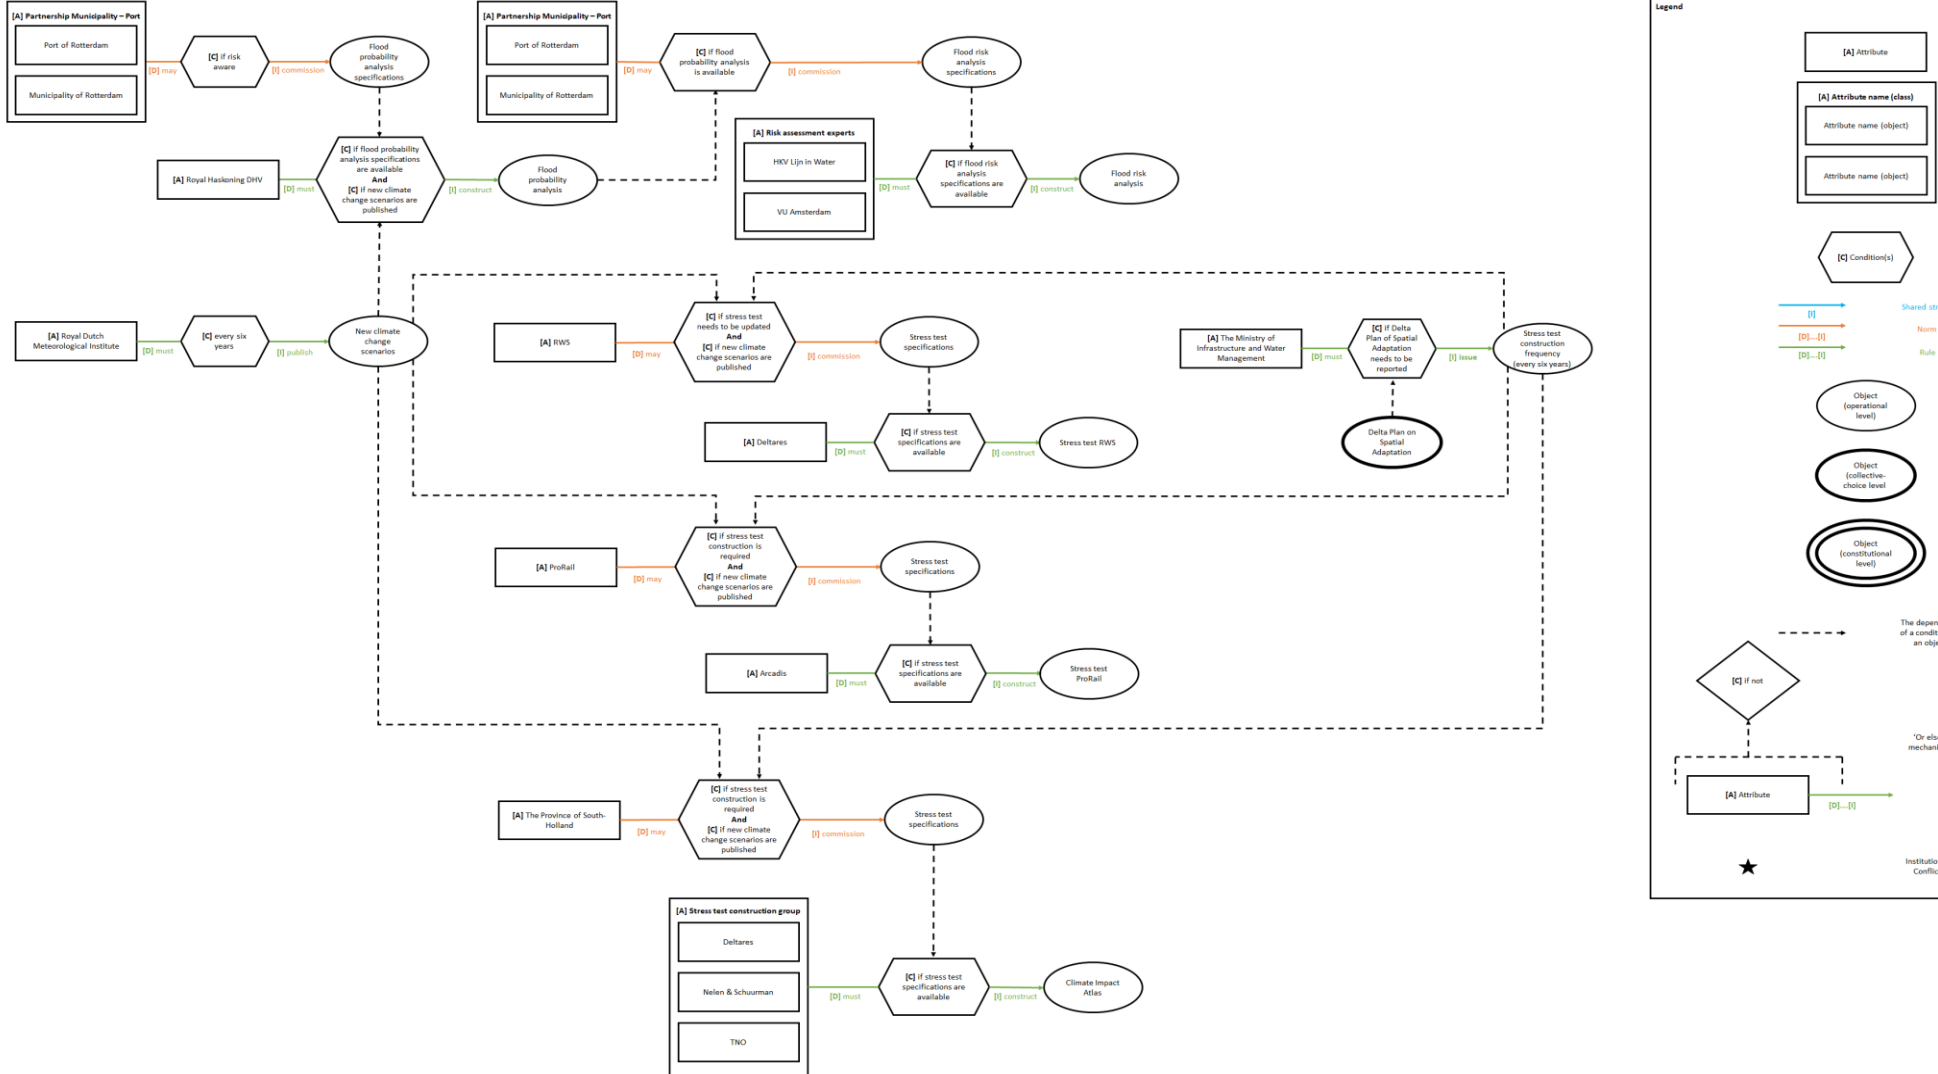 [A] Partnership Municipality – Port
Port of Rotterdam
Municipality of Rotterdam
[D] may
[C] if risk
aware
[I] commission
Flood
probability
analysis
specifications
[A] Partnership Municipality – Port
Port of Rotterdam
Municipality of Rotterdam
[D] may
[C] if flood
probability analysis
is available
[I] commission
Flood risk
analysis
specifications
[A] Royal Haskoning DHV
[D] must
[C] if flood probability
analysis specifications
are available
And
[C] if new climate
change scenarios are
published
[I] construct
Flood
probability
analysis
[A] Risk assessment experts
HKV Lijn in Water
VU Amsterdam
[D] must
[C] if flood risk
analysis
specifications are
available
[I] construct
Flood risk
analysis
[A] Royal Dutch
Meteorological Institute
[D] must
[C] every six
years
[I] publish
New climate
change
scenarios
[A] RWS
[D] may
[C] if stress test
needs to be updated
And
[C] if new climate
change scenarios are
published
[I] commission
Stress test
specifications
[A] The Ministry of
Infrastructure and Water
Management
[D] must
[C] if Delta
Plan of Spatial
Adaptation
needs to be
reported
[I] issue
Stress test
construction
frequency
(every six years)
[A] Deltares
[D] must
[C] if stress test
specifications are
available
[I] construct
Stress test RWS
Delta Plan on
Spatial
Adaptation
[A] ProRail
[D] may
[C] if stress test
construction is
required
And
[C] if new climate
change scenarios are
published
[I] commission
Stress test
specifications
[A] Arcadis
[D] must
[C] if stress test
specifications are
available
[I] construct
Stress test
ProRail
[A] The Province of South-
Holland
[D] may
[C] if stress test
construction is
required
And
[C] if new climate
change scenarios are
published
[I] commission
Stress test
specifications
[A] Stress test construction group
Deltares
Nelen & Schuurman
TNO
[D] must
[C] if stress test
specifications are
available
[I] construct
Climate Impact
Atlas
Legend
[A] Attribute
[A] Attribute name (class)
Attribute name (object)
Attribute name (object)
[C] Condition(s)
[I]
Shared
[D]....[I]
Norm
[D]....[I]
Rule
Object
(operational
level)
Object
(collective-
choice level
Object
(constitutional
level)
The
of a
an
[C] if not
'Or
[A] Attribute
[D]....[I]